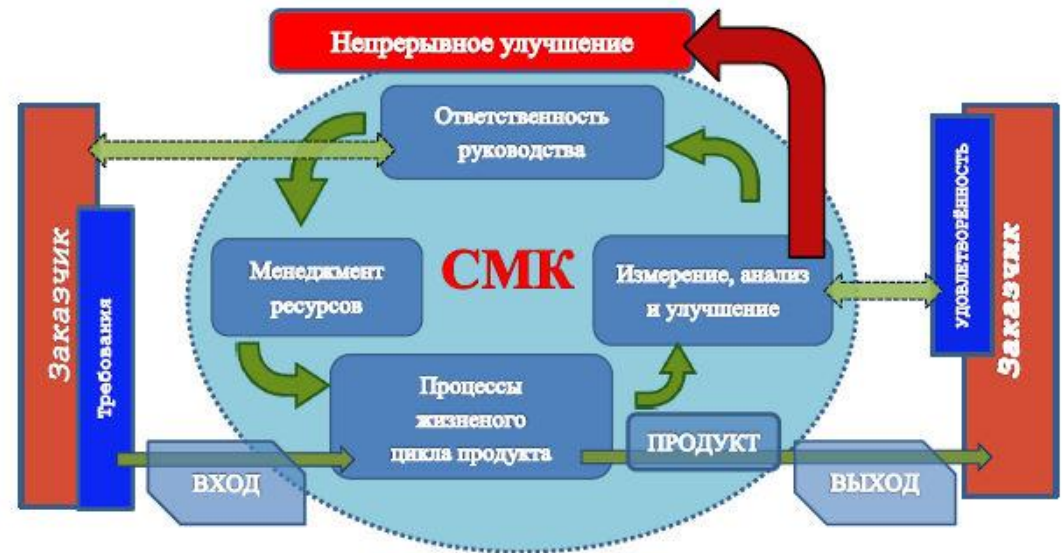 Непрерывное улучшение
Ответственность
руководства
Заказчик
Требования
Менеджмент
ресурсов
СМК
Измерение, анализ
и улучшение
УДОВЛЕТВОРЁННОСТЬ
Заказчик
Процессы
жизненого
цикла продукта
ВХОД
ПРОДУКТ
ВЫХОД